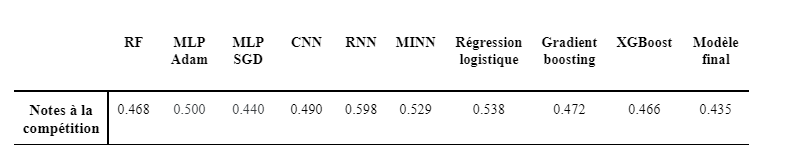 RF MLP Adam MLP SGD CNN RNN MINN Régression logistique Gradient boosting XGBoost Modèle final
Notes à la compétition 0.468 0.500 0.440 0.490 0.598 0.529 0.538 0.472 0.466 0.435